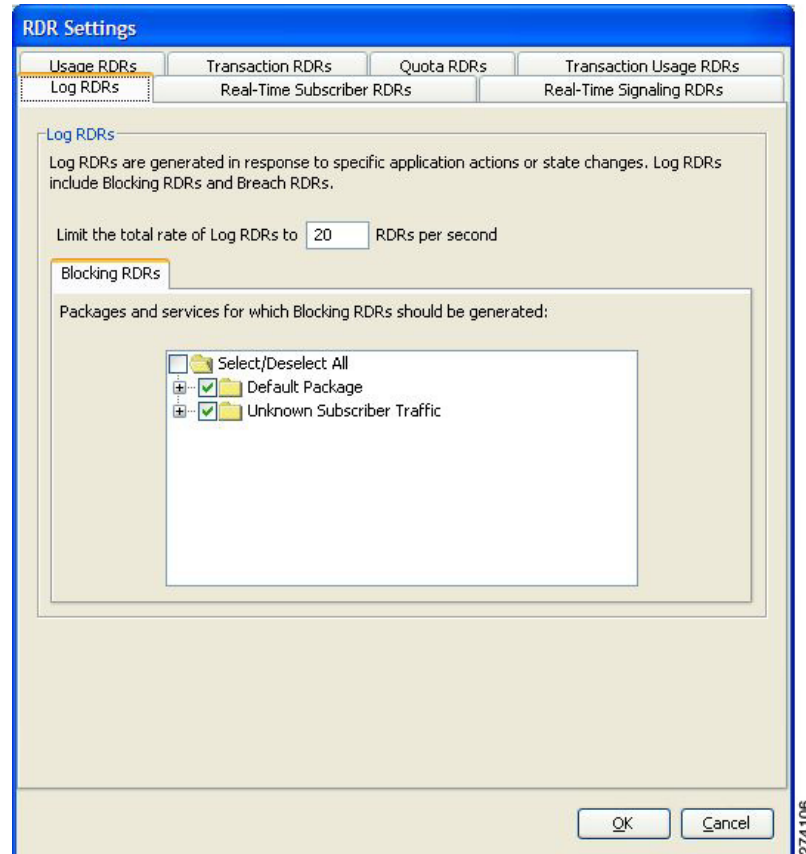 RDR Settings
Usage RDRs Transaction RDRs Quota RDRs Transaction Usage RDRs
Log RDRs Real-Time Subscriber RDRs Real-Time Signaling RDRs
Log RDRs
Log RDRs are generated in response to specific application actions or state changes. Log RDRs
include Blocking RDRs and Breach RDRs.
Limit the total rate of Log RDRs to 20 RDRs per second
Blocking RDRs
Packages and services for which Blocking RDRs should be generated:
Select/Deselect All
Default Package
Unknown Subscriber Traffic
OK Cancel
274106